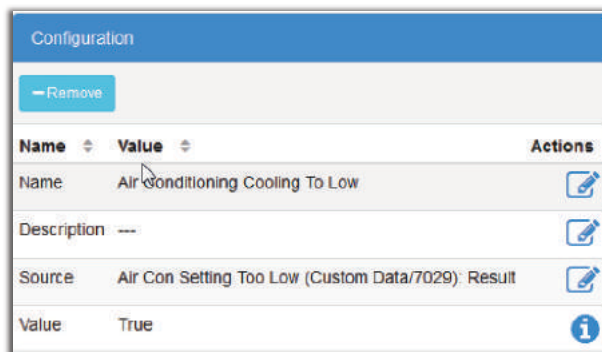 Configuration
Remove
Name Value Actions
Name Air Conditioning Cooling To Low
Description ---
Source Air Con Setting Too Low (Custom Data/7029): Result
Value True